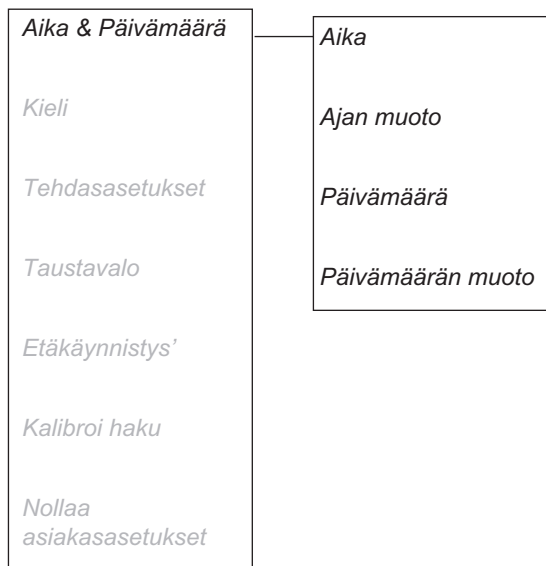 Aika & Päivämäärä
Kieli
Tehdasasetukset
Taustavalo
Etäkäynnistys’
Kalibroi haku
Nollaa
asiakasasetukset
Aika
Ajan muoto
Päivämäärä
Päivämäärän muoto